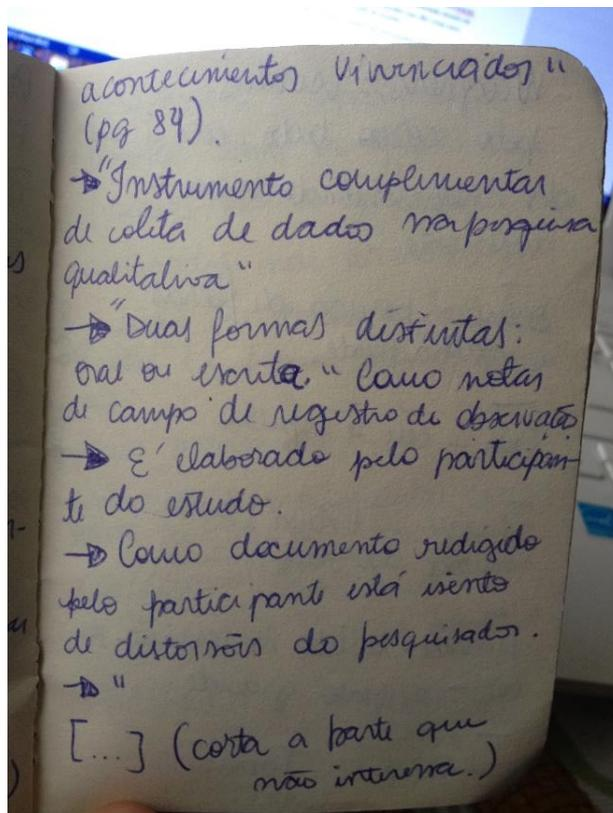 acontecimentos vivenciados"
(pg 84).
→ "Instrumento complementar
de coleta de dados na pesquisa
qualitativa"
→ "Duas formas distintas:
oral ou escrita." Como notas
de campo de registro de observação
→ É elaborado pelo participan-
te do estudo.
→ Como documento redigido
pelo participante está isento
de distorsões do pesquisador.
→ "
[...] (corta a parte que
não interessa.)